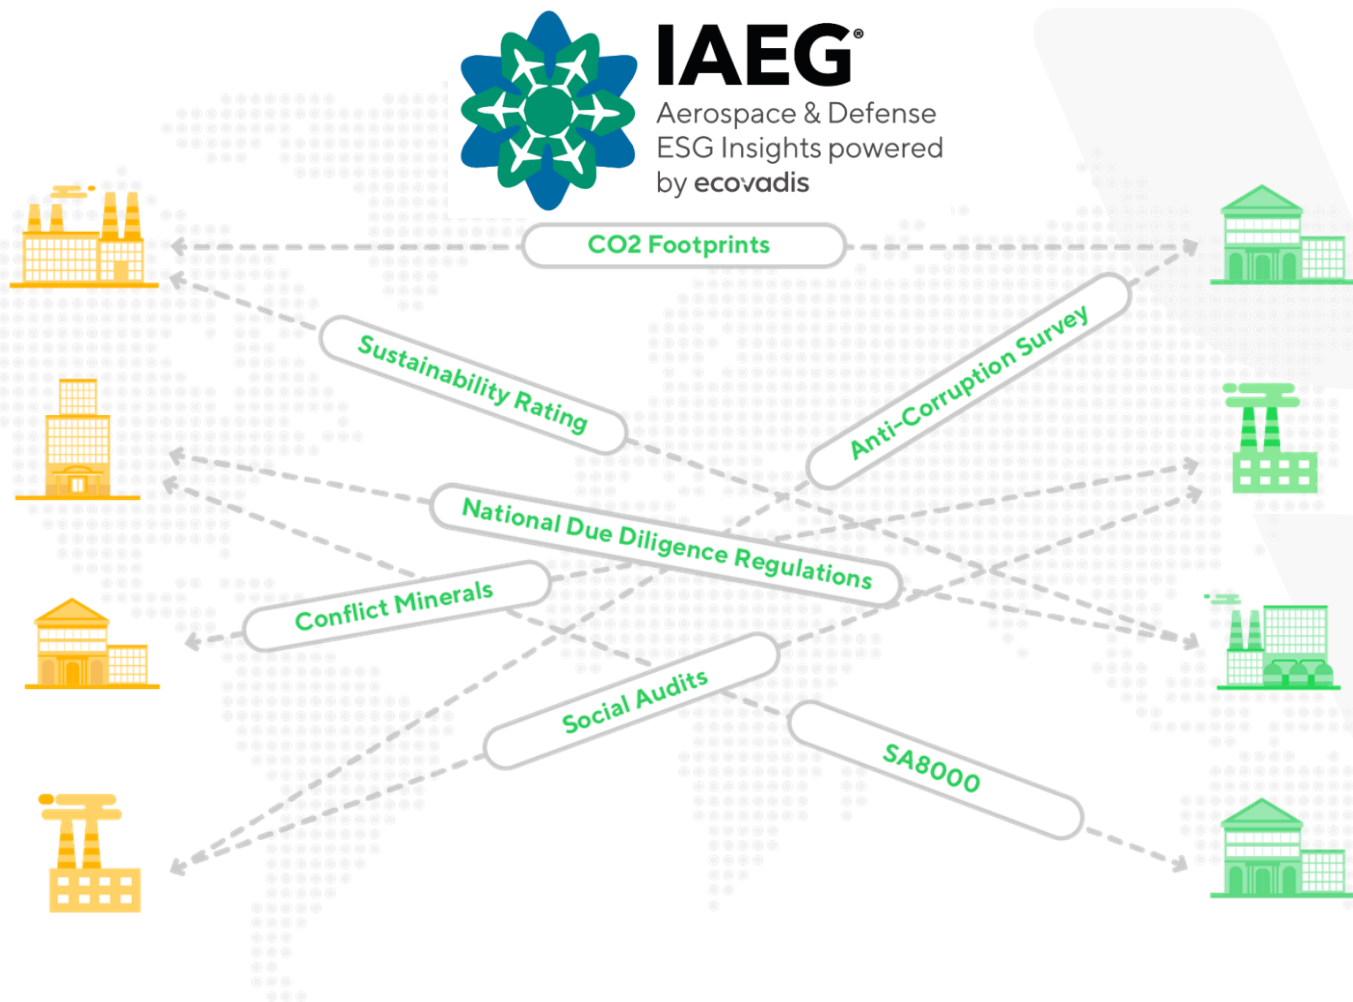 IAEG®
Aerospace & Defense
ESG Insights powered
by ecovadis
CO2 Footprints
Sustainability Rating
Anti-Corruption Survey
National Due Diligence Regulations
Conflict Minerals
Social Audits
SA8000